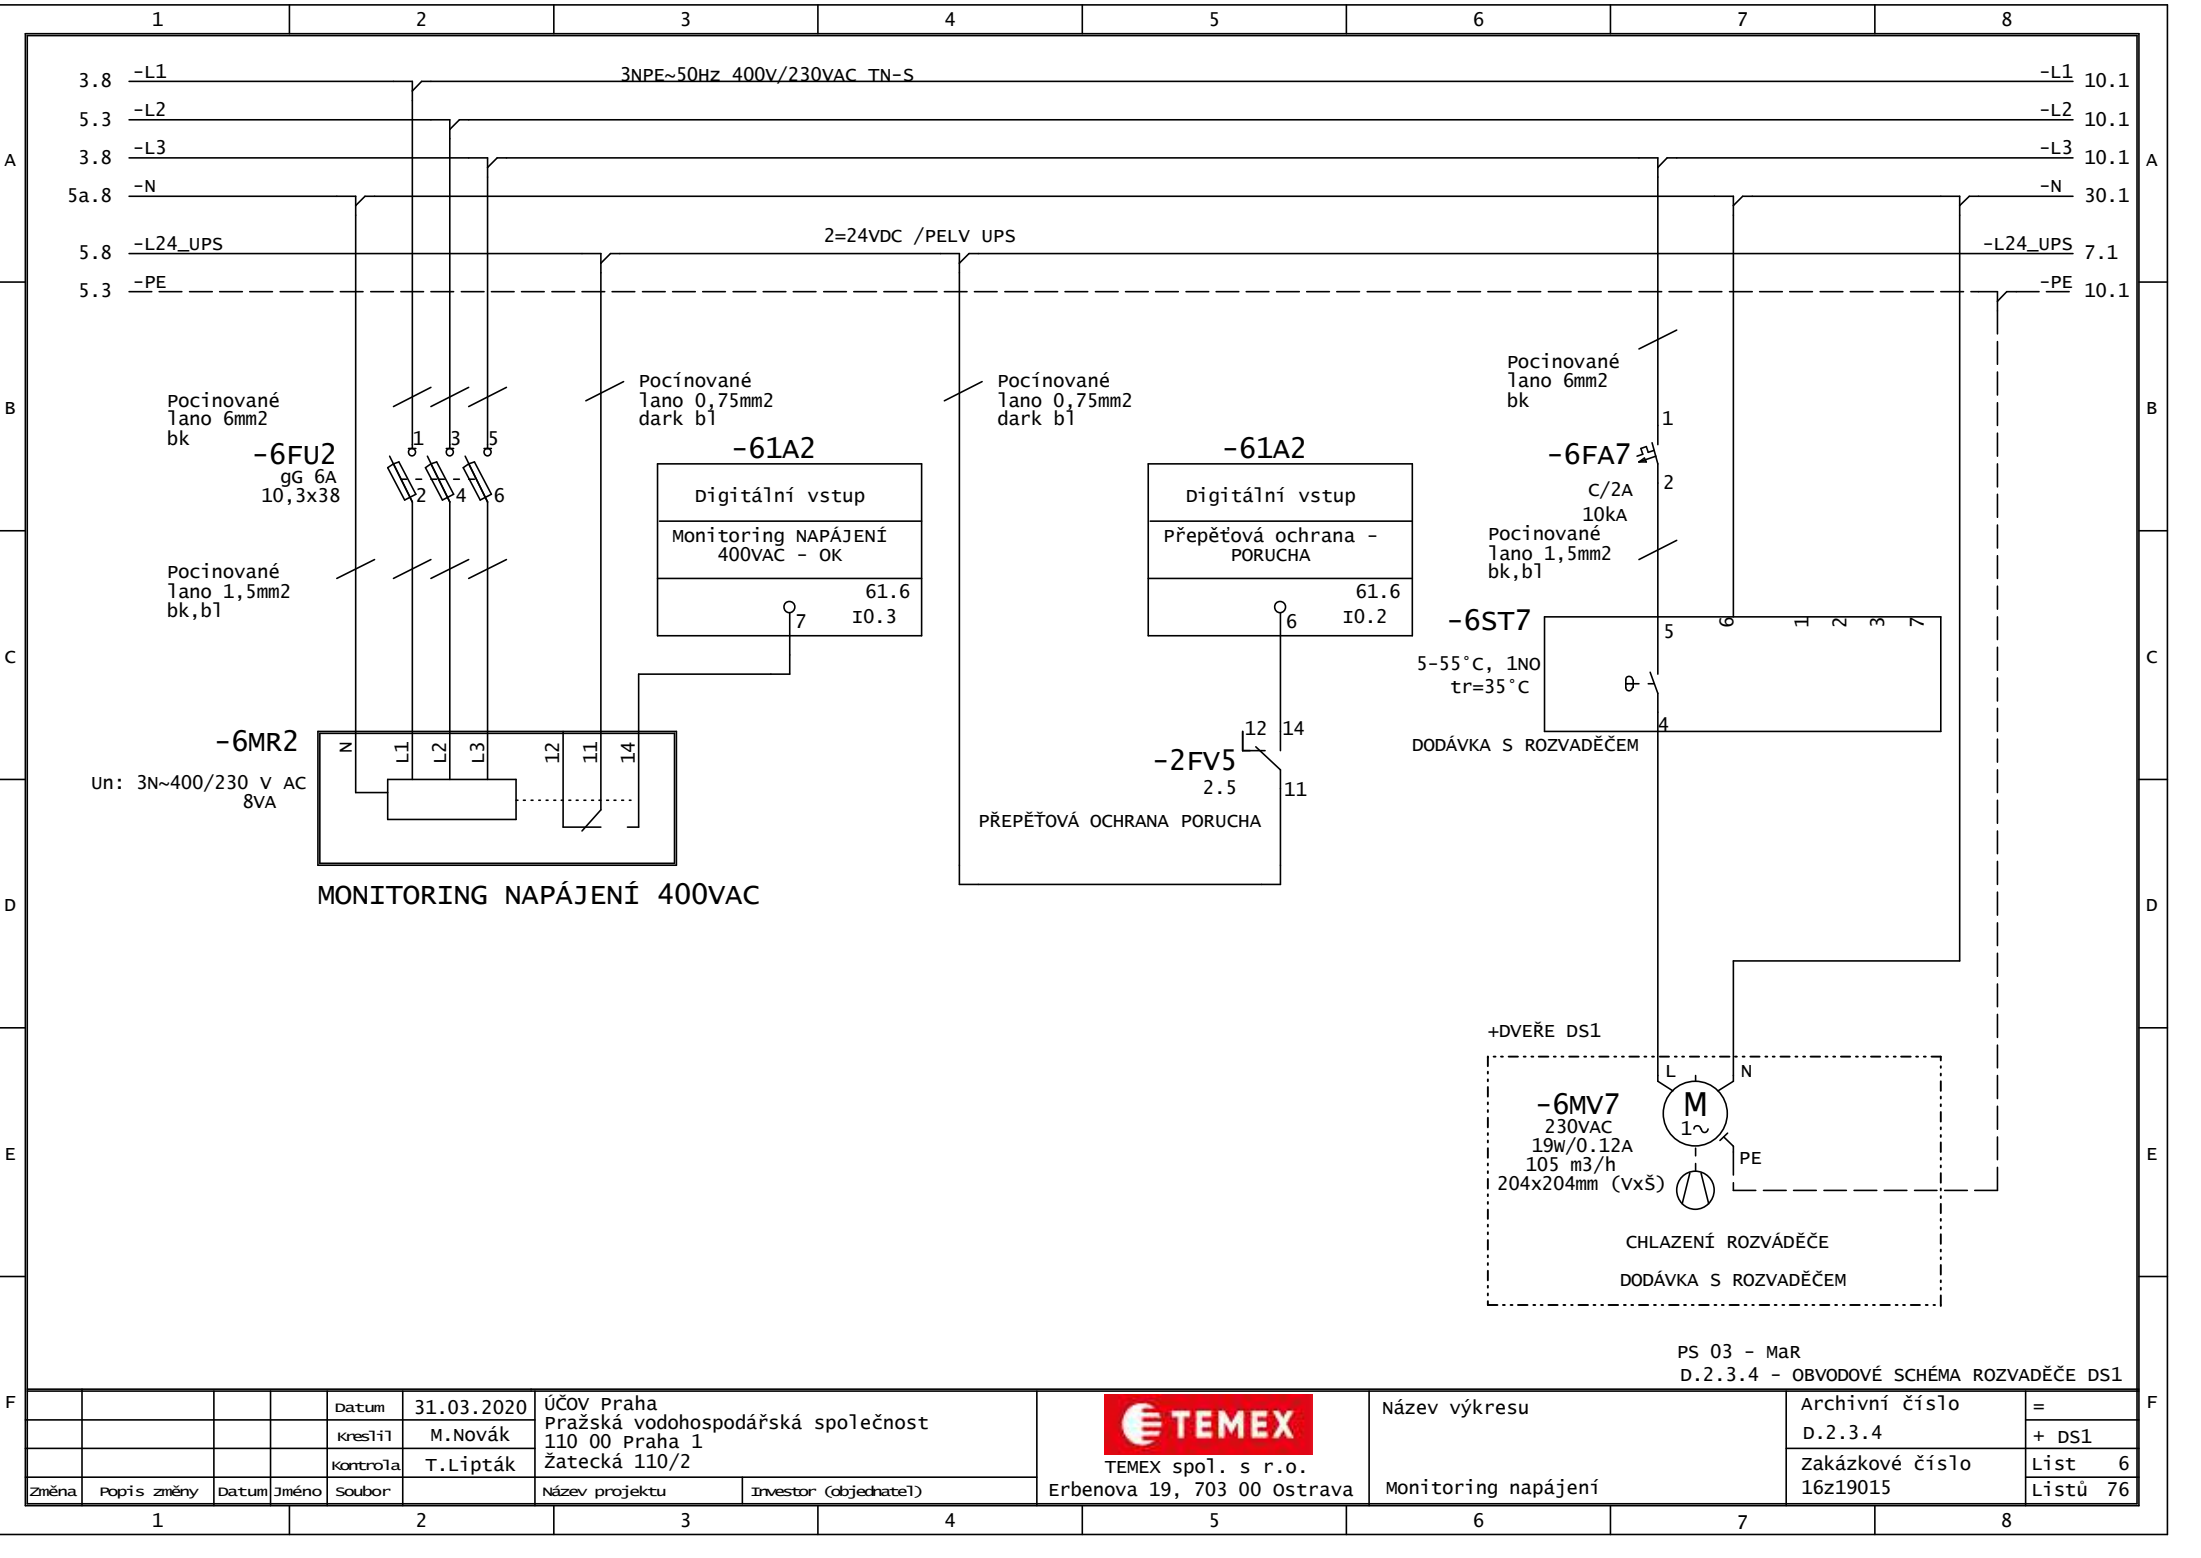 1 2 3 4 5 6 7 8
3.8 -L1 3NPE~50Hz 400V/230VAC TN-S -L1 10.1
5.3 -L2 -L2 10.1
A 3.8 -L3 -L3 10.1 A
5a.8 -N -N 30.1
5.8 -L24_UPS 2=24VDC /PELV UPS -L24_UPS 7.1
5.3 -PE -PE 10.1
B B
Pocinované
lano 6mm2
bk
-6FU2
gG 6A
10,3x38
1 3 5
2 4 6
Pocinované
lano 1,5mm2
bk,bl
Pocínované
lano 0,75mm2
dark bl
-61A2
Digitální vstup
Monitoring NAPÁJENÍ
400VAC - OK
61.6
7 I0.3
Pocínované
lano 0,75mm2
dark bl
-61A2
Digitální vstup
Přepěťová ochrana -
PORUCHA
61.6
6 I0.2
Pocinované
lano 6mm2
bk
1
-6FA7
2
C/2A
10kA
Pocinované
lano 1,5mm2
bk,bl
C C
-6ST7
5 6 1 2 3 7
5-55°C, 1NO
tr=35°C
4
DODÁVKA S ROZVADĚČEM
-6MR2
N L1 L2 L3 12 11 14
Un: 3N~400/230 V AC
8VA
MONITORING NAPÁJENÍ 400VAC
12 14
-2FV5
2.5
11
PŘEPĚŤOVÁ OCHRANA PORUCHA
D D
+DVEŘE DS1
L N
-6MV7
M
1~
230VAC
19W/0.12A
105 m3/h
204x204mm (VxŠ)
PE
E E
CHLAZENÍ ROZVÁDĚČE
DODÁVKA S ROZVADĚČEM
PS 03 - MaR
D.2.3.4 - OBVODOVÉ SCHÉMA ROZVADĚČE DS1
F F
Změna Popis změny Datum Jméno
Datum 31.03.2020
Kreslil M.Novák
Kontrola T.Lipták
Soubor
ÚČOV Praha
Pražská vodohospodářská společnost
110 00 Praha 1
Žatecká 110/2
Název projektu Investor (objednatel)
TEMEX
TEMEX spol. s r.o.
Erbenova 19, 703 00 Ostrava
Název výkresu
Monitoring napájení
Archivní číslo
D.2.3.4
Zakázkové číslo
16z19015
=
+ DS1
List 6
Listů 76
1 2 3 4 5 6 7 8